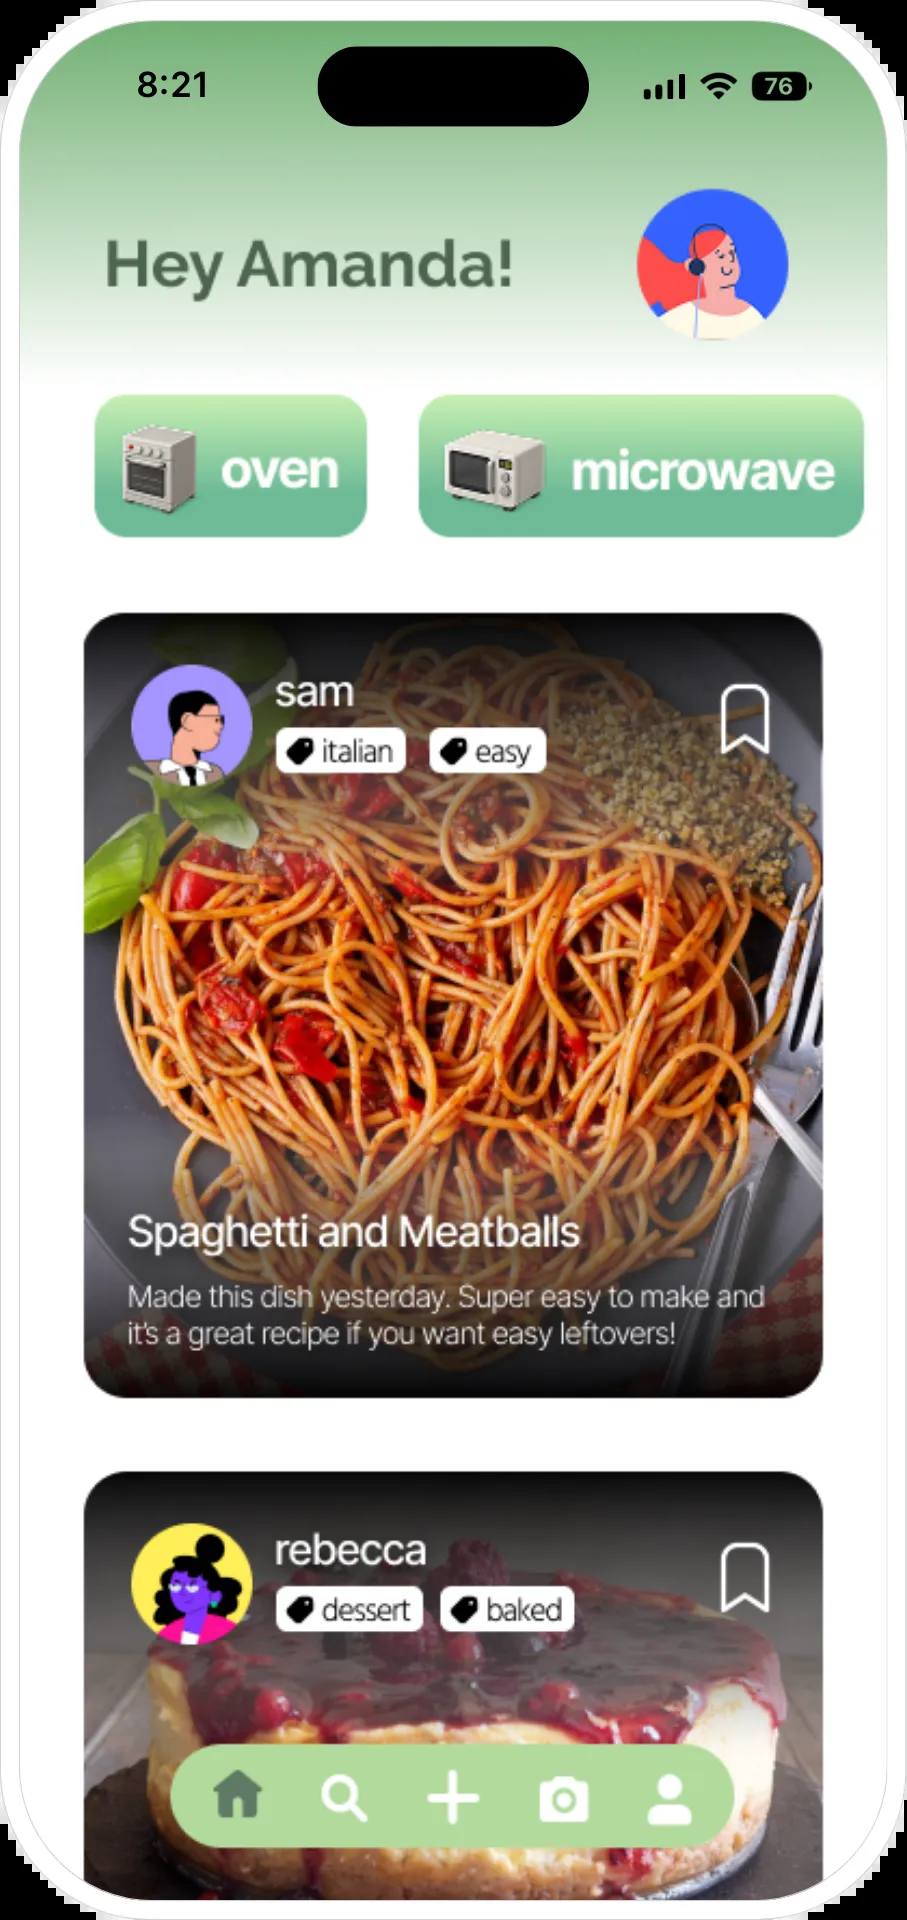 8:21
76
Hey Amanda!
oven
microwave
sam
italian
easy
Spaghetti and Meatballs
Made this dish yesterday. Super easy to make and
it's a great recipe if you want easy leftovers!
rebecca
dessert
baked